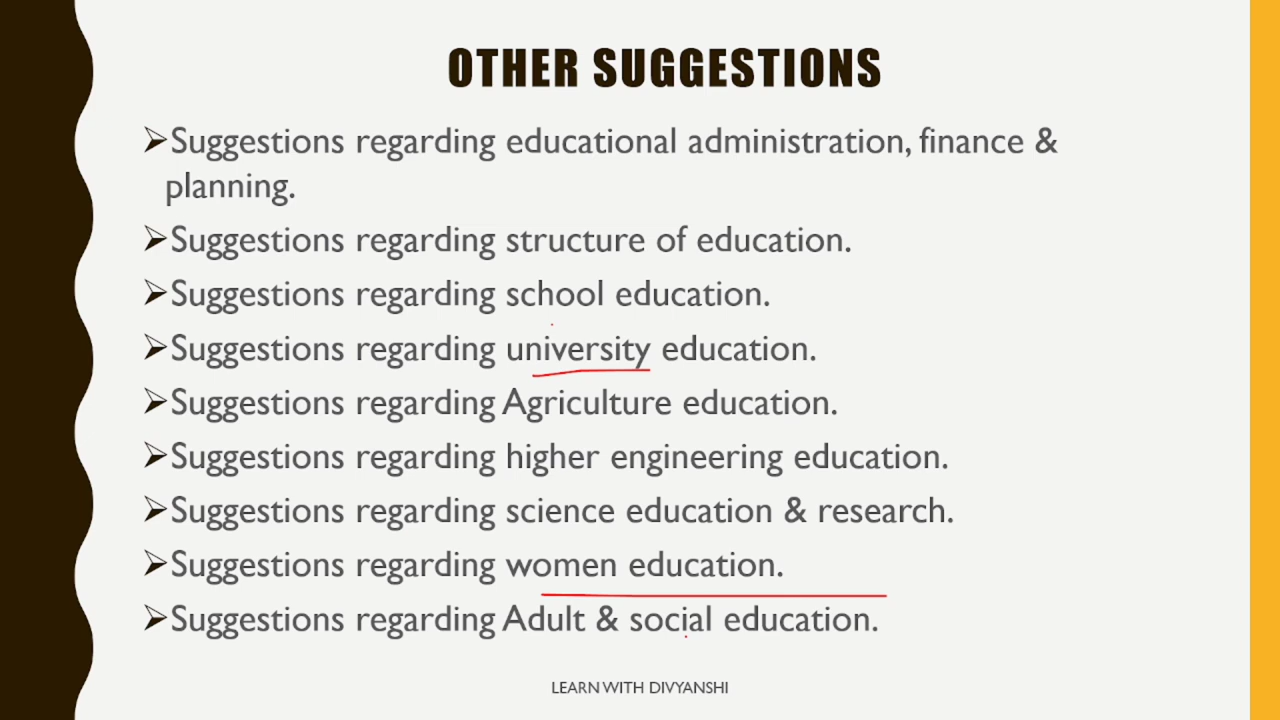 OTHER SUGGESTIONS
➢Suggestions regarding educational administration, finance &
planning.
➢Suggestions regarding structure of education.
➢Suggestions regarding school education.
➢Suggestions regarding university education.
➢Suggestions regarding Agriculture education.
➢Suggestions regarding higher engineering education.
➢Suggestions regarding science education & research.
➢Suggestions regarding women education.
➢Suggestions regarding Adult & social education.
LEARN WITH DIVYANSHI